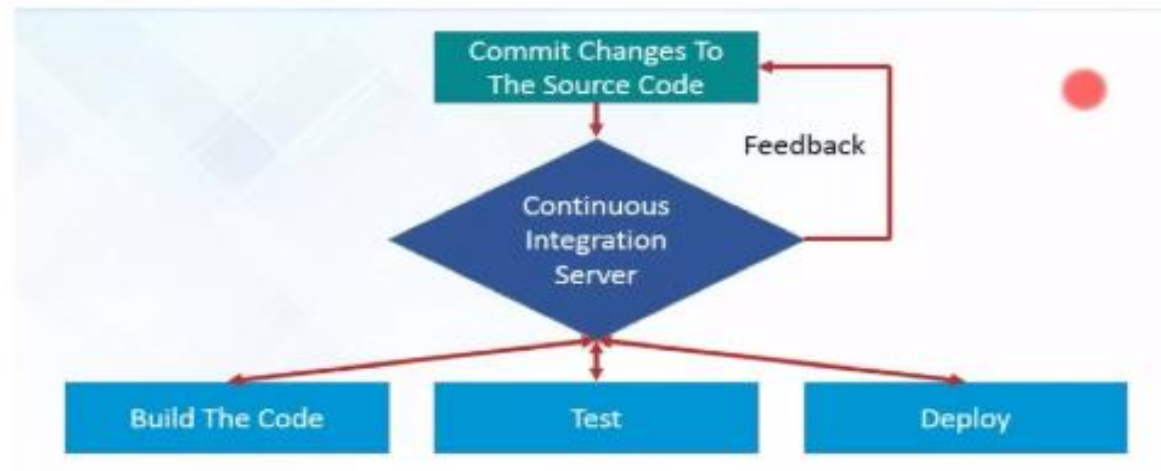 Commit Changes To
The Source Code
Feedback
Continuous
Integration
Server
Build The Code
Test
Deploy